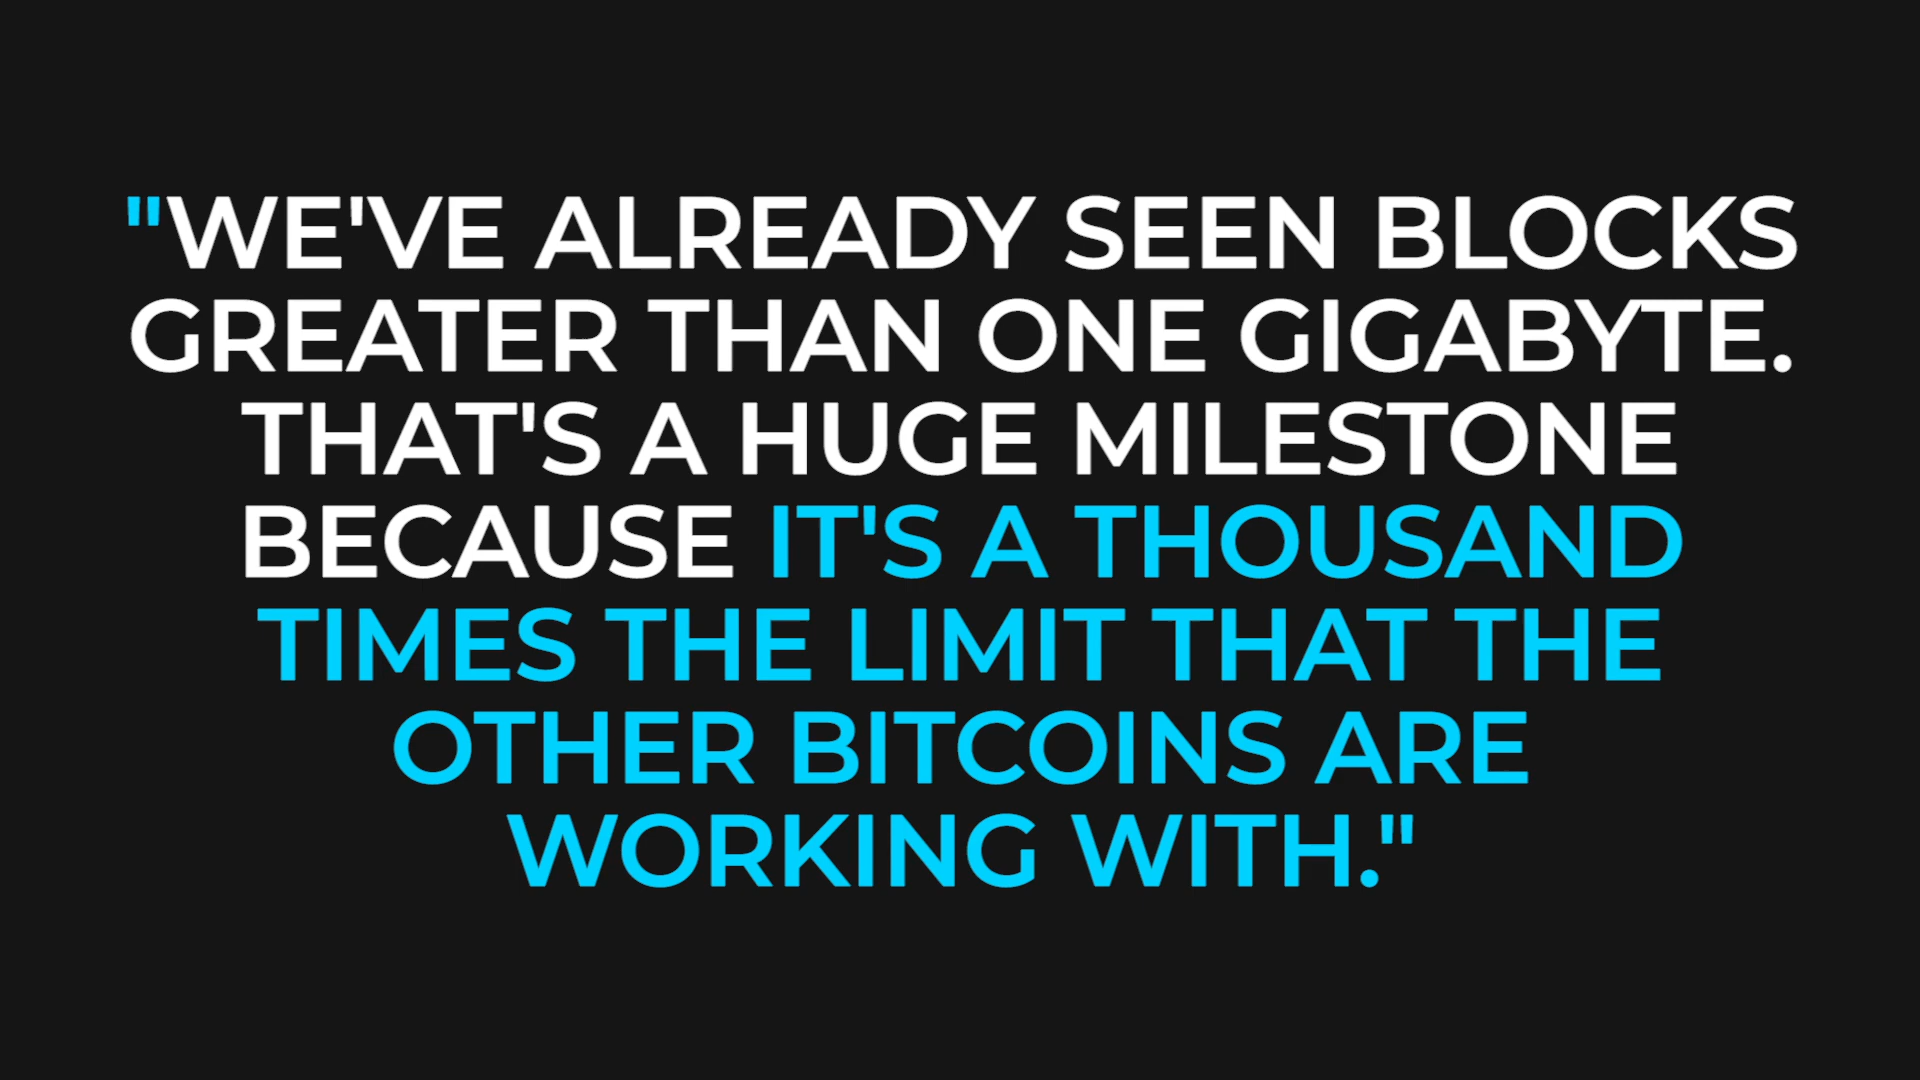 "WE'VE ALREADY SEEN BLOCKS
GREATER THAN ONE GIGABYTE.
THAT'S A HUGE MILESTONE
BECAUSE IT'S A THOUSAND
TIMES THE LIMIT THAT THE
OTHER BITCOINS ARE
WORKING WITH."